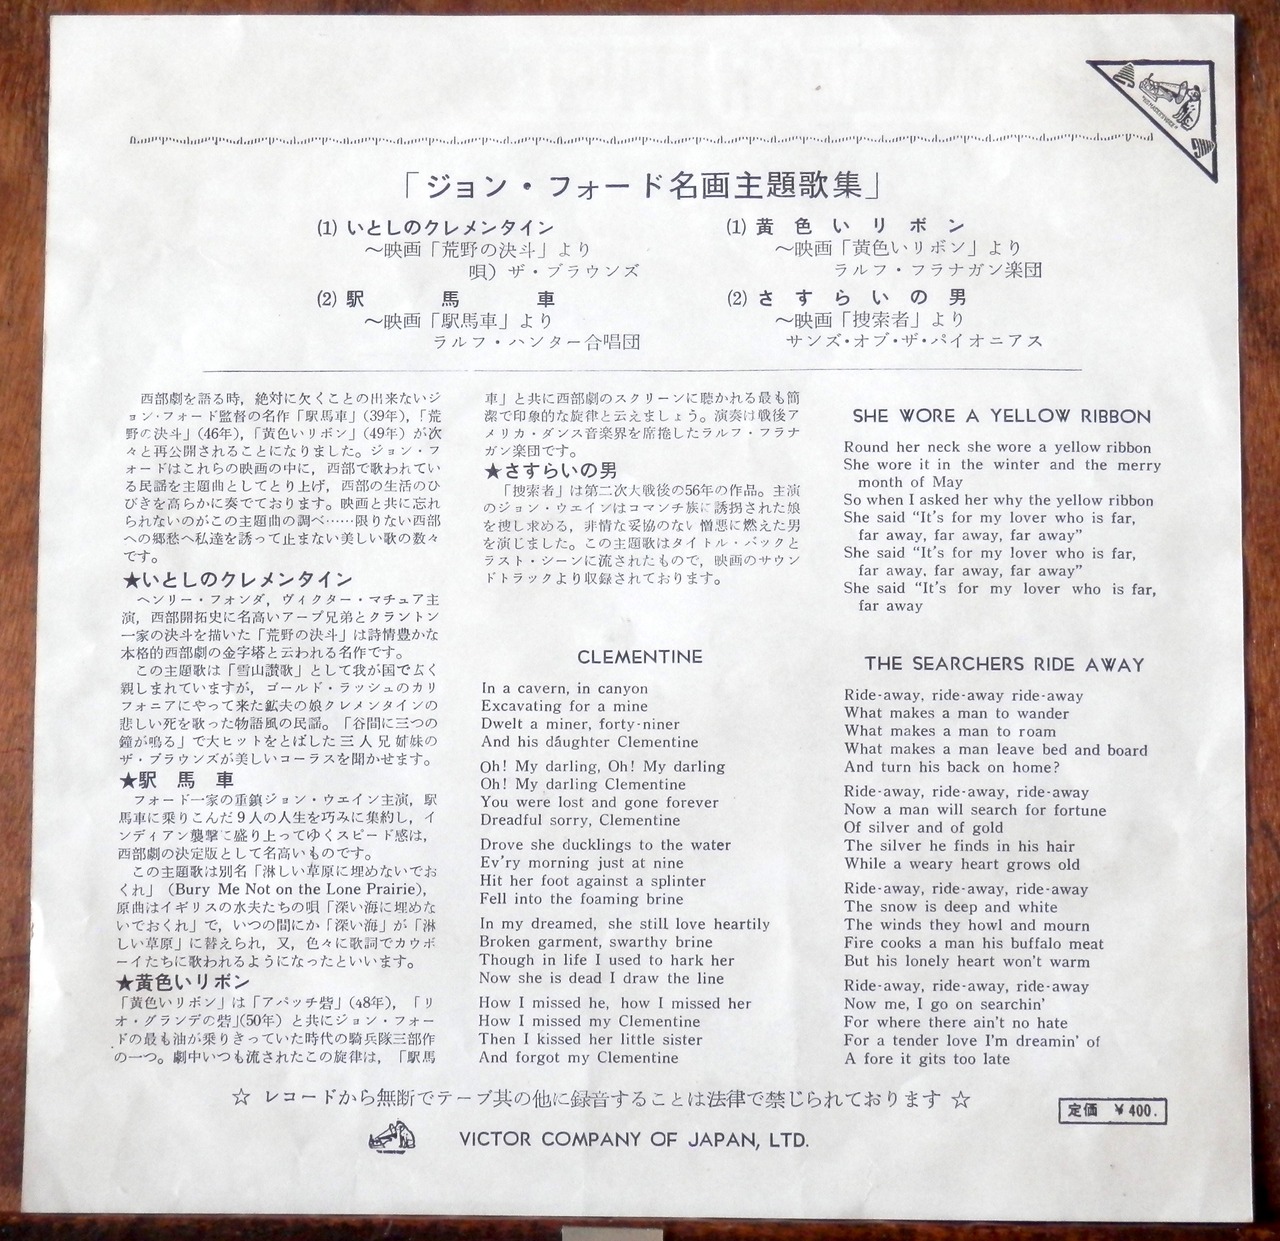 「ジョン・フォード名画主題歌集」
(1) いとしのクレメンタイン
〜映画「荒野の決斗」より
唄）ザ・ブラウンズ
(2) 駅馬車
〜映画「駅馬車」より
ラルフ・ハンター合唱団
(1) 黄色いリボン
〜映画「黄色いリボン」より
ラルフ・フラナガン楽団
(2) さすらいの男
〜映画「捜索者」より
サンズ・オブ・ザ・パイオニアス
西部劇を語る時，絶対に欠くことの出来ないジ
ョン・フォード監督の名作「駅馬車」(39年)，「荒
野の決斗」(46年)，「黄色いリボン」(49年) が次
々と再公開されることになりました。ジョン・フ
ォードはこれらの映画の中に，西部で歌われてい
る民謡を主題曲としてとり上げ，西部の生活のひ
びきを高らかに奏でております。映画と共に忘れ
られないのがこの主題曲の調べ……限りない西部
への郷愁へ私達を誘って止まない美しい歌の数々
です。
★いとしのクレメンタイン
ヘンリー・フォンダ，ヴィクター・マチュア主
演，西部開拓史に名高いアープ兄弟とクラントン
一家の決斗を描いた「荒野の決斗」は詩情豊かな
本格的西部劇の金字塔と云われる名作です。
この主題歌は「雪山讃歌」として我が国で広く
親しまれていますが，ゴールド・ラッシュのカリ
フォニアにやって来た鉱夫の娘クレメンタインの
悲しい死を歌った物語風の民謡。「谷間に三つの
鐘が鳴る」で大ヒットをとばした三人兄姉妹の
ザ・ブラウンズが美しいコーラスを聞かせます。
★駅馬車
フォード一家の重鎮ジョン・ウエイン主演，駅
馬車に乗りこんだ９人の人生を巧みに集約し，イ
ンディアン襲撃に盛り上ってゆくスピード感は，
西部劇の決定版として名高いものです。
この主題歌は別名「淋しい草原に埋めないでお
くれ」(Bury Me Not on the Lone Prairie)，
原曲はイギリスの水夫たちの唄「深い海に埋めな
いでおくれ」で，いつの間にか「深い海」が「淋
しい草原」に替えられ，又，色々に歌詞でカウボ
ーイたちに歌われるようになったといいます。
★黄色いリボン
「黄色いリボン」は「アパッチ砦」(48年)，「リ
オ・グランデの砦」(50年) と共にジョン・フォー
ドの最も油が乗りきっていた時代の騎兵隊三部作
の一つ。劇中いつも流されたこの旋律は，「駅馬
車」と共に西部劇のスクリーンに聴かれる最も簡
潔で印象的な旋律と云えましょう。演奏は戦後ア
メリカ・ダンス音楽界を席捲したラルフ・フラナ
ガン楽団です。
★さすらいの男
「捜索者」は第二次大戦後の56年の作品。主演
のジョン・ウエインはコマンチ族に誘拐された娘
を捜し求める，非情な妥協のない憎悪に燃えた男
を演じました。この主題歌はタイトル・バックと
ラスト・シーンに流されたもので，映画のサウン
ドトラックより収録されております。
CLEMENTINE
In a cavern, in canyon
Excavating for a mine
Dwelt a miner, forty-niner
And his daughter Clementine
Oh! My darling, Oh! My darling
Oh! My darling Clementine
You were lost and gone forever
Dreadful sorry, Clementine
Drove she ducklings to the water
Ev'ry morning just at nine
Hit her foot against a splinter
Fell into the foaming brine
In my dreamed, she still love heartily
Broken garment, swarthy brine
Though in life I used to hark her
Now she is dead I draw the line
How I missed he, how I missed her
How I missed my Clementine
Then I kissed her little sister
And forgot my Clementine
SHE WORE A YELLOW RIBBON
Round her neck she wore a yellow ribbon
She wore it in the winter and the merry
month of May
So when I asked her why the yellow ribbon
She said “It's for my lover who is far,
far away, far away, far away”
She said “It's for my lover who is far,
far away, far away, far away”
She said “It's for my lover who is far,
far away
THE SEARCHERS RIDE AWAY
Ride-away, ride-away ride-away
What makes a man to wander
What makes a man to roam
What makes a man leave bed and board
And turn his back on home?
Ride-away, ride-away, ride-away
Now a man will search for fortune
Of silver and of gold
The silver he finds in his hair
While a weary heart grows old
Ride-away, ride-away, ride-away
The snow is deep and white
The winds they howl and mourn
Fire cooks a man his buffalo meat
But his lonely heart won't warm
Ride-away, ride-away, ride-away
Now me, I go on searchin'
For where there ain't no hate
For a tender love I'm dreamin' of
A fore it gits too late
☆ レコードから無断でテープ其の他に録音することは法律で禁じられております ☆
定価 ￥400.
VICTOR COMPANY OF JAPAN, LTD.